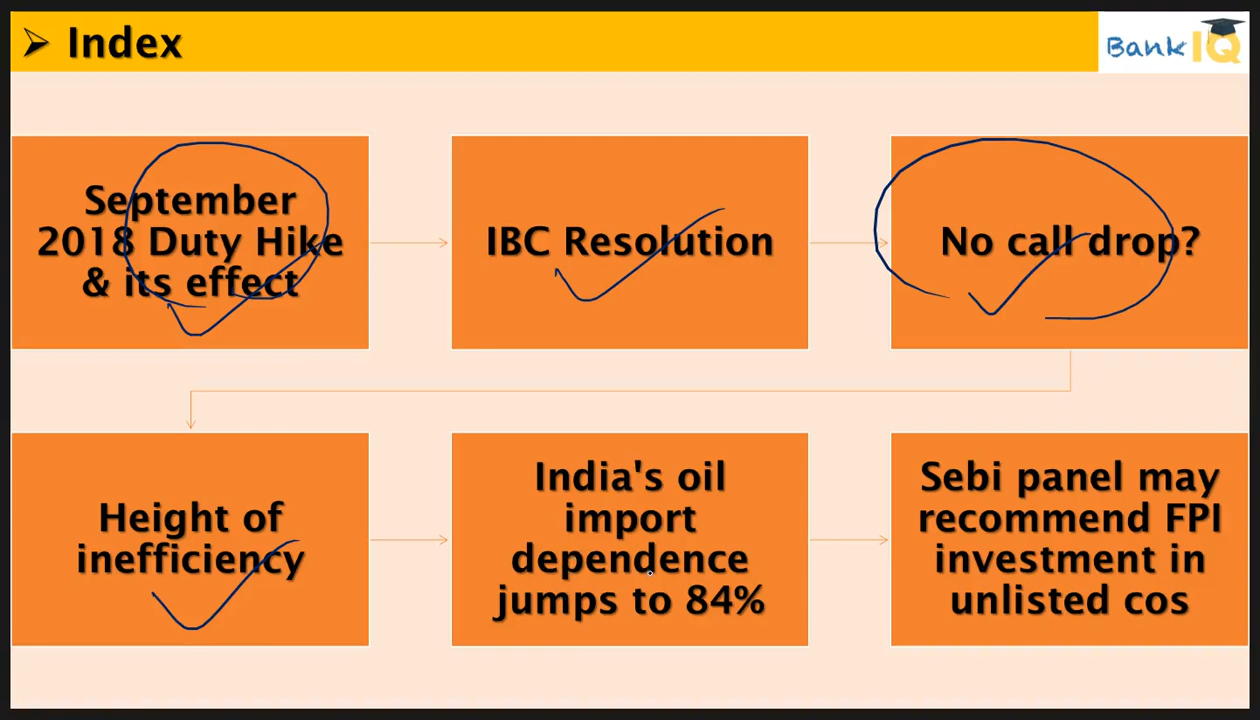 ➢ Index
Bank IQ
September
2018 Duty Hike
& its effect
IBC Resolution
No call drop?
Height of
inefficiency
India's oil
import
dependence
jumps to 84%
Sebi panel may
recommend FPI
investment in
unlisted cos